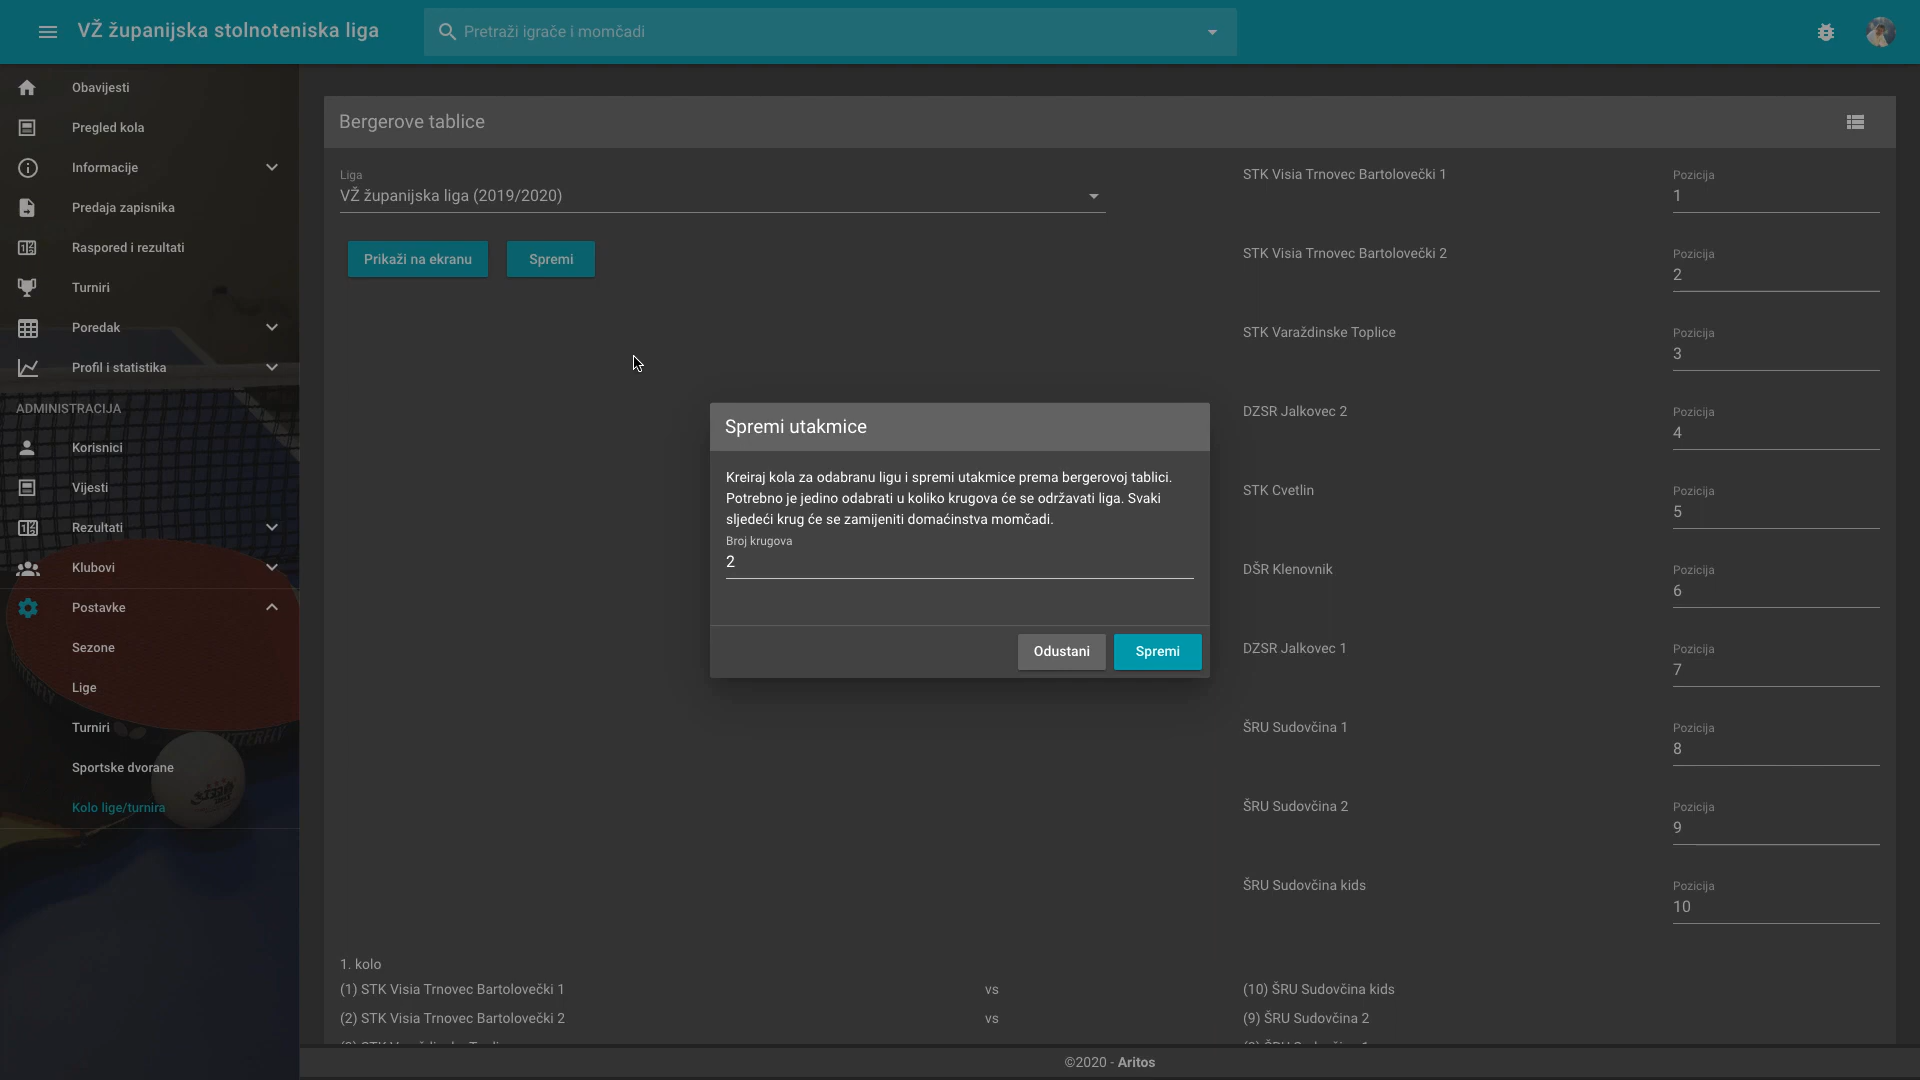 VŽ županijska stolnoteniska liga
Pretraži igrače i momčadi
Obavijesti
Pregled kola
Informacije
Predaja zapisnika
Raspored i rezultati
Turniri
Poredak
Profil i statistika
ADMINISTRACIJA
Korisnici
Vijesti
Rezultati
Klubovi
Postavke
Sezone
Lige
Turniri
Sportske dvorane
Kolo lige/turnira
Bergerove tablice
Liga
VŽ županijska liga (2019/2020)
Prikaži na ekranu
Spremi
STK Visia Trnovec Bartolovečki 1
Pozicija
1
STK Visia Trnovec Bartolovečki 2
Pozicija
2
STK Varaždinske Toplice
Pozicija
3
DZSR Jalkovec 2
Pozicija
4
STK Cvetlin
Pozicija
5
DŠR Klenovnik
Pozicija
6
DZSR Jalkovec 1
Pozicija
7
ŠRU Sudovčina 1
Pozicija
8
ŠRU Sudovčina 2
Pozicija
9
ŠRU Sudovčina kids
Pozicija
10
Spremi utakmice
Kreiraj kola za odabranu ligu i spremi utakmice prema bergerovoj tablici.
Potrebno je jedino odabrati u koliko krugova će se održavati liga. Svaki
sljedeći krug će se zamijeniti domaćinstva momčadi.
Broj krugova
2
Odustani
Spremi
1. kolo
(1) STK Visia Trnovec Bartolovečki 1 vs (10) ŠRU Sudovčina kids
(2) STK Visia Trnovec Bartolovečki 2 vs (9) ŠRU Sudovčina 2
©2020 - Aritos